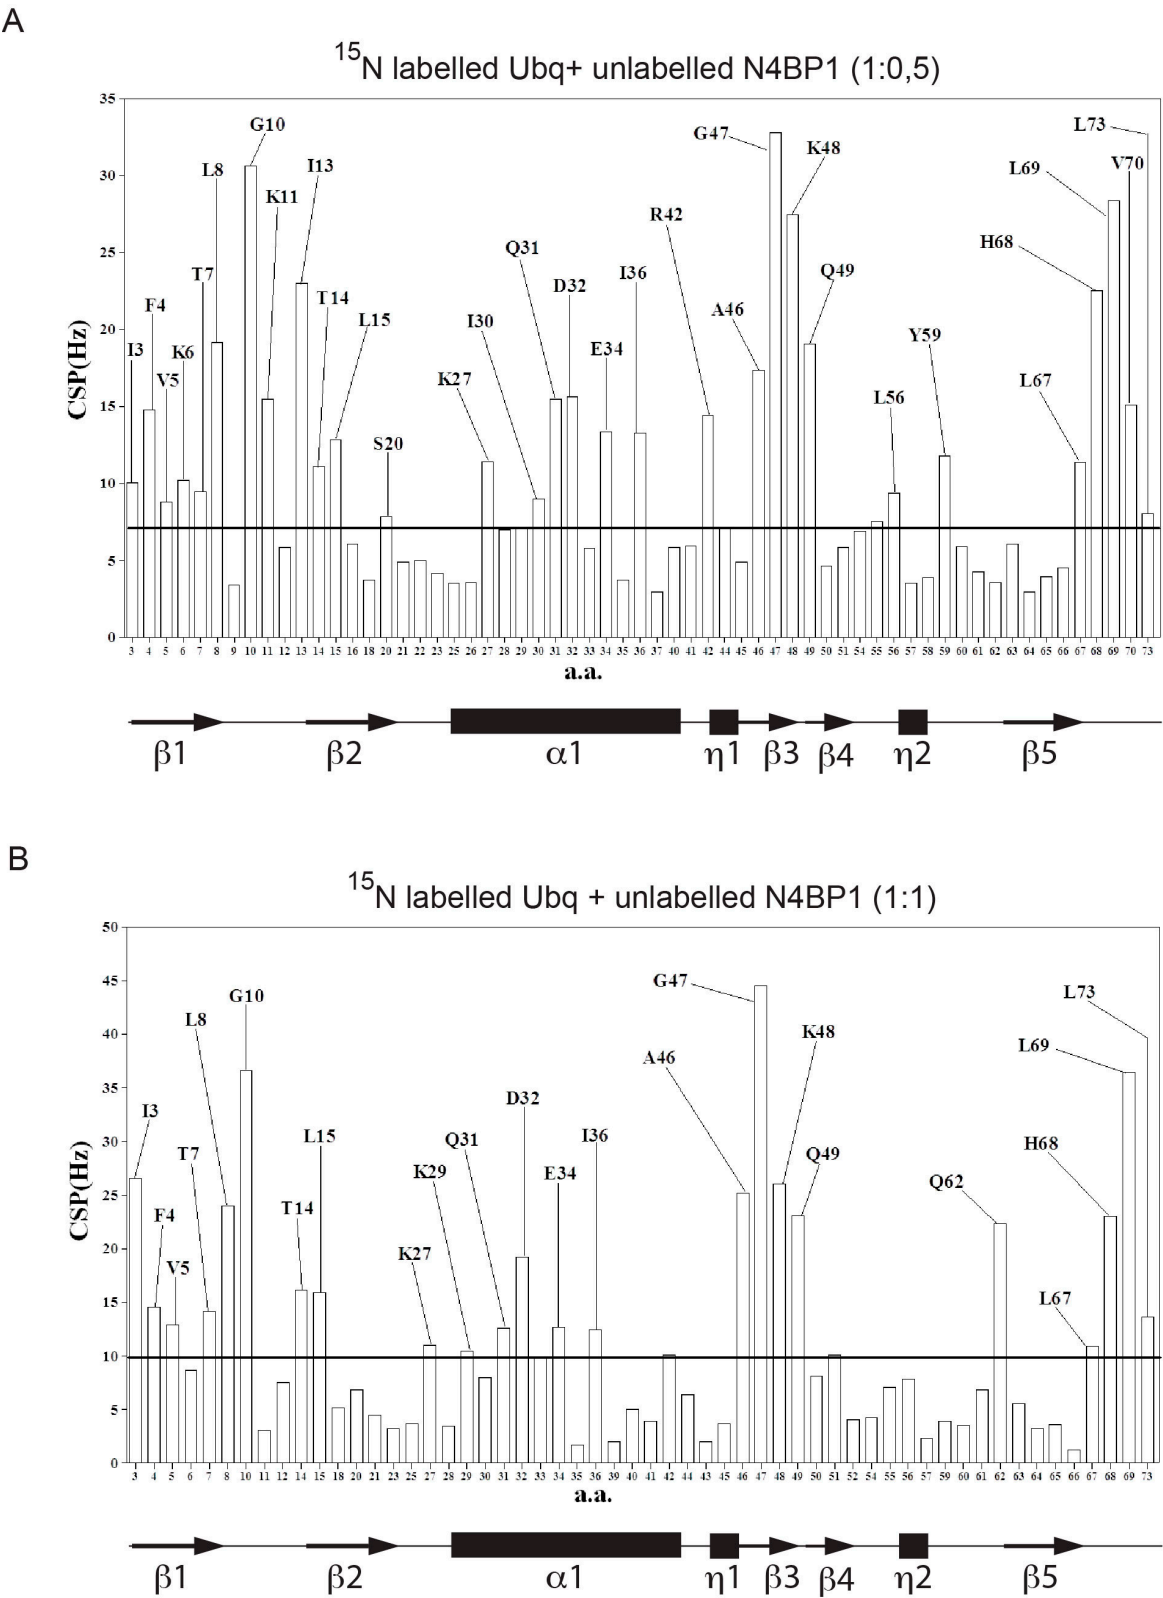 A
15N labelled Ubq+ unlabelled N4BP1 (1:0,5)
CSP(Hz)
35
30
25
20
15
10
5
0
I3
F4
V5
K6
T7
L8
G10
K11
I13
T14
L15
S20
K27
I30
Q31
D32
E34
I36
R42
A46
G47
K48
Q49
L56
Y59
L67
H68
L69
V70
L73
3 4 5 6 7 8 9 10 11 12 13 14 15 16 18 20 21 22 23 25 26 27 28 29 30 31 32 33 34 35 36 37 40 41 42 44 45 46 47 48 49 50 51 54 55 56 57 58 59 60 61 62 63 64 65 66 67 68 69 70 73
a.a.
β1 β2 α1 η1 β3 β4 η2 β5
B
15N labelled Ubq + unlabelled N4BP1 (1:1)
CSP(Hz)
50
45
40
35
30
25
20
15
10
5
0
I3
F4
V5
T7
L8
G10
T14
L15
K27
K29
Q31
D32
E34
I36
A46
G47
K48
Q49
Q62
L67
H68
L69
L73
3 4 5 6 7 8 10 11 12 14 15 18 20 21 23 25 27 28 29 30 31 32 33 34 35 36 39 40 41 42 44 43 45 46 47 48 49 50 51 52 54 55 56 57 59 60 61 62 63 64 65 66 67 68 69 73
a.a.
β1 β2 α1 η1 β3 β4 η2 β5